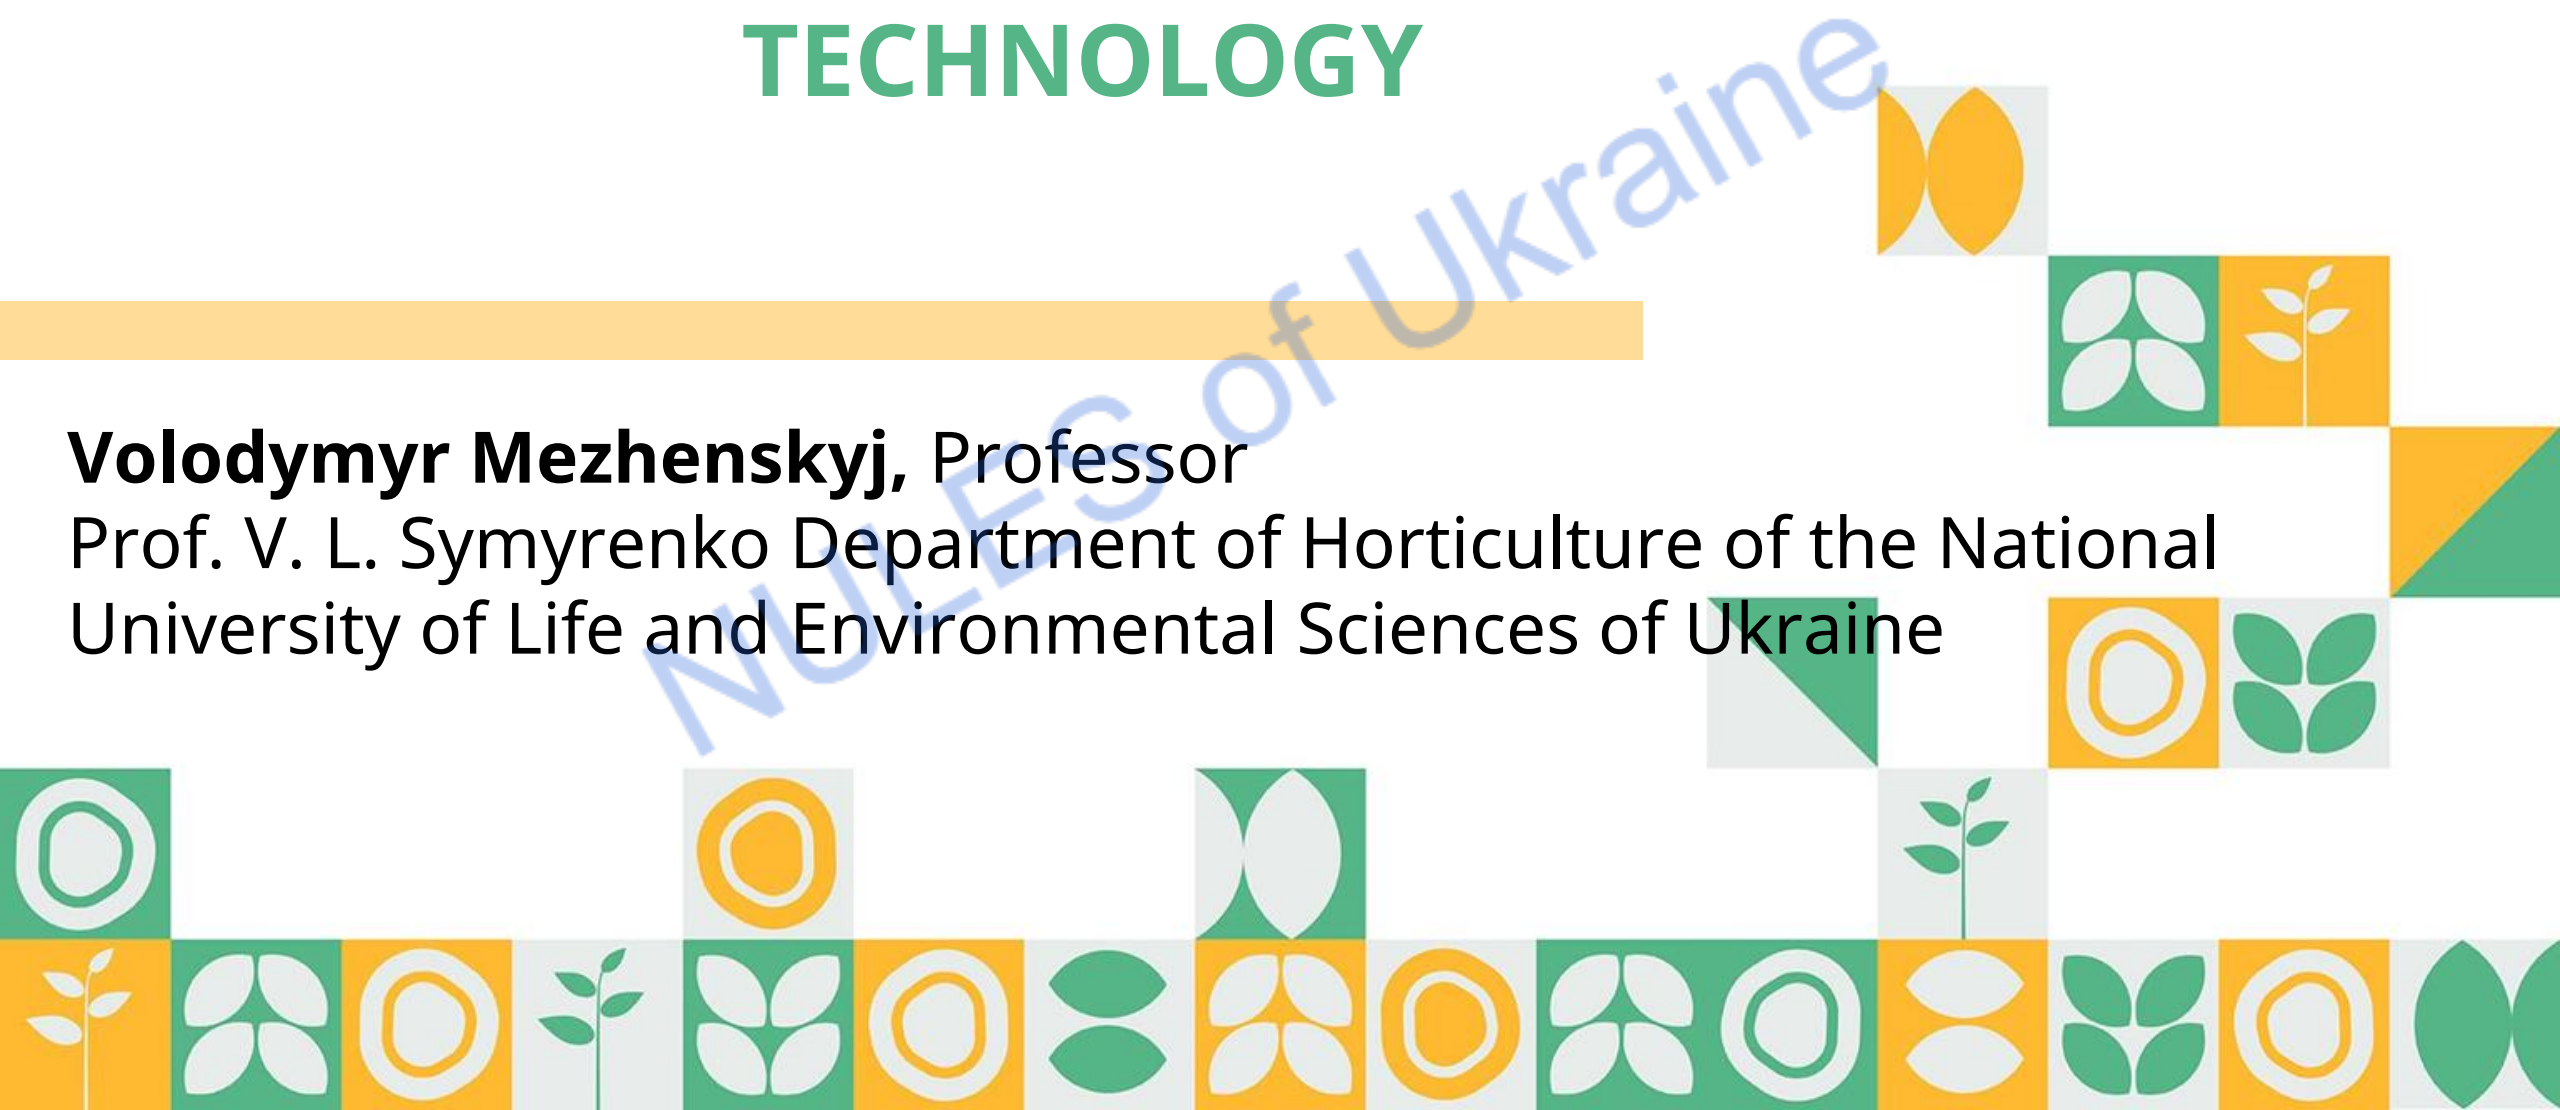 TECHNOLOGY
NULES of Ukraine
Volodymyr Mezhenskyj, Professor
Prof. V. L. Symyrenko Department of Horticulture of the National
University of Life and Environmental Sciences of Ukraine